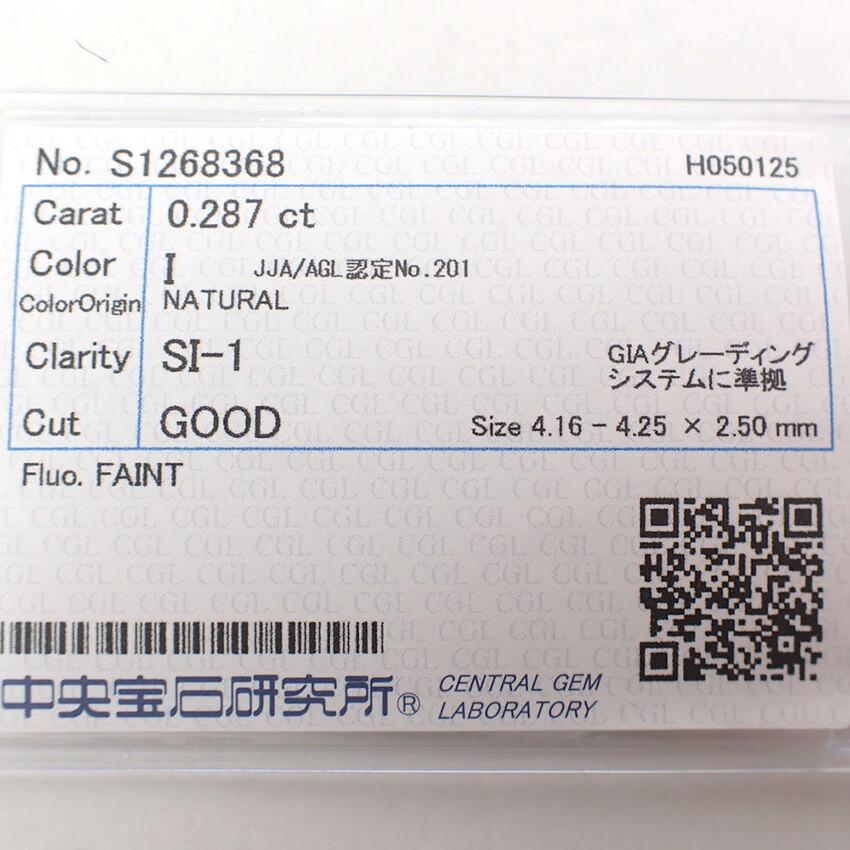 No. S1268368 H050125
Carat 0.287 ct
Color I JJA/AGL認定No.201
ColorOrigin NATURAL
Clarity SI-1 GIAグレーディング
システムに準拠
Cut GOOD Size 4.16 - 4.25 × 2.50 mm
Fluo. FAINT
中央宝石研究所® CENTRAL GEM
LABORATORY